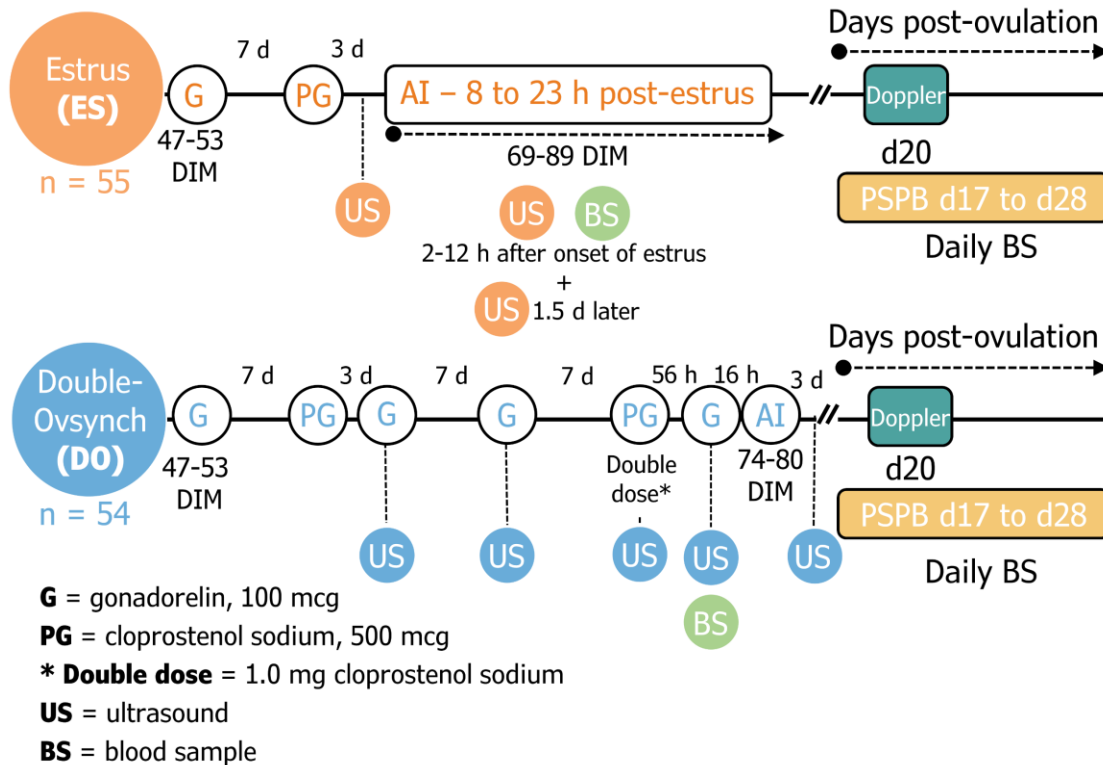 Estrus
(ES)
n = 55
7 d
3 d
G
PG
47-53
DIM
AI – 8 to 23 h post-estrus
69-89 DIM
US
US
BS
2-12 h after onset of estrus
+
US
1.5 d later
Days post-ovulation
Doppler
d20
PSPB d17 to d28
Daily BS
Double-
Ovsynch
(DO)
n = 54
7 d
3 d
7 d
7 d
56 h
16 h
3 d
G
PG
G
G
PG
G
AI
47-53
DIM
Double
dose*
74-80
DIM
US
US
US
US
US
BS
Days post-ovulation
Doppler
d20
PSPB d17 to d28
Daily BS
G = gonadorelin, 100 mcg
PG = cloprostenol sodium, 500 mcg
* Double dose = 1.0 mg cloprostenol sodium
US = ultrasound
BS = blood sample